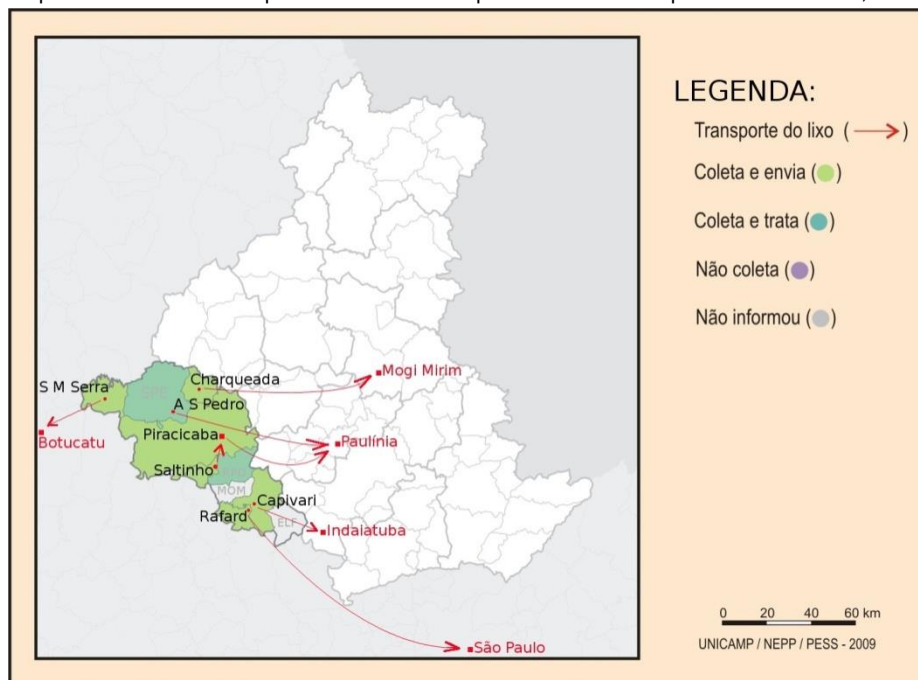 LEGENDA:
Transporte do lixo ( → )
Coleta e envia ( )
Coleta e trata ( )
Não coleta ( )
Não informou ( )
Mogi Mirim
Charqueada
S M Serra
A S Pedro
Botucatu
Piracicaba
Paulínia
Saltinho
MOM
Capivari
Rafard
ELF
Indaiatuba
São Paulo
0 20 40 60 km
UNICAMP / NEPP / PESS - 2009